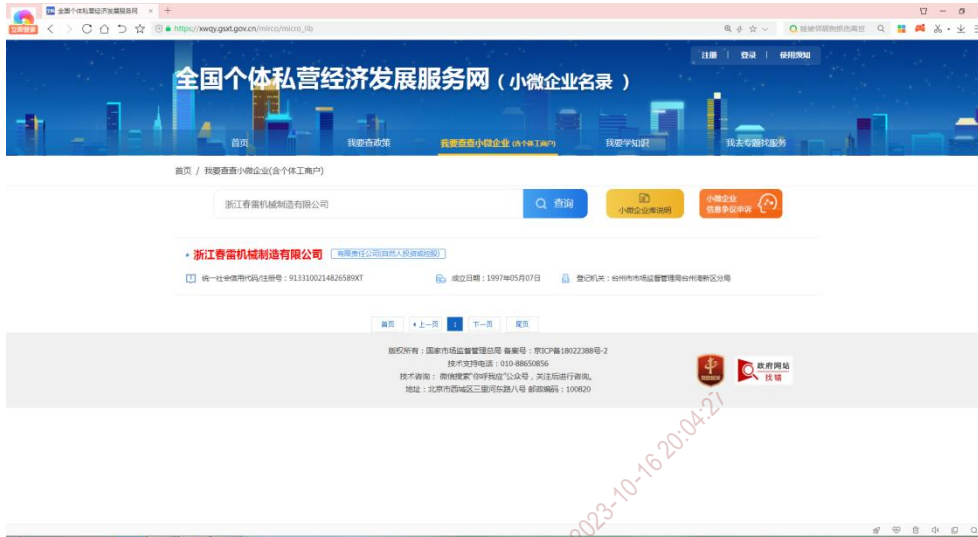 立即登录
全国个体私营经济发展服务网 × +
https://xwqy.gsxt.gov.cn/mirco/micro_lib
注册 | 登录 | 使用须知
全国个体私营经济发展服务网（小微企业名录 ）
首页 我要查政策 我要查查小微企业 (含个体工商户) 我要学知识 我去专题找服务
首页 / 我要查查小微企业(含个体工商户)
浙江春雷机械制造有限公司 查询 小微企业库说明 小微企业
信息争议申诉
浙江春雷机械制造有限公司 有限责任公司(自然人投资或控股)
统一社会信用代码/注册号：9133100214826589XT 成立日期：1997年05月07日 登记机关：台州市市场监督管理局台州湾新区分局
首页 上一页 1 下一页 尾页
版权所有：国家市场监督管理总局 备案号：京ICP备18022388号-2
技术支持电话：010-88650856
技术咨询： 微信搜索“你呼我应”公众号，关注后进行咨询。
地址：北京市西城区三里河东路八号 邮政编码：100820
政府网站
找错
2023-10-16 20:04:27